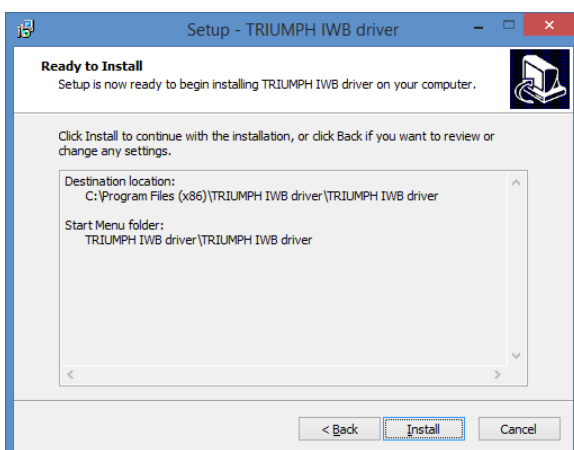 Setup - TRIUMPH IWB driver
Ready to Install
Setup is now ready to begin installing TRIUMPH IWB driver on your computer.
Click Install to continue with the installation, or click Back if you want to review or
change any settings.
Destination location:
C:\Program Files (x86)\TRIUMPH IWB driver\TRIUMPH IWB driver
Start Menu folder:
TRIUMPH IWB driver\TRIUMPH IWB driver
< Back
Install
Cancel